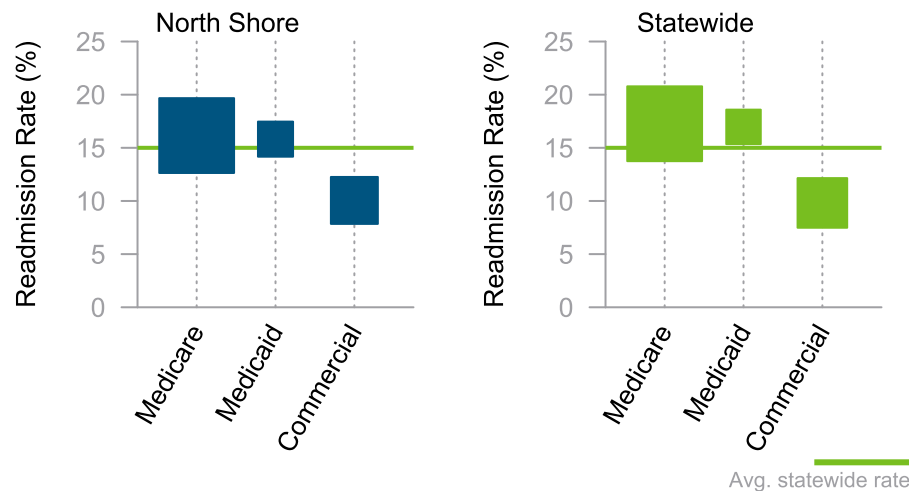 North Shore
Readmission Rate (%)
25
20
15
10
5
0
Medicare
Medicaid
Commercial
Statewide
Readmission Rate (%)
25
20
15
10
5
0
Medicare
Medicaid
Commercial
Avg. statewide rate